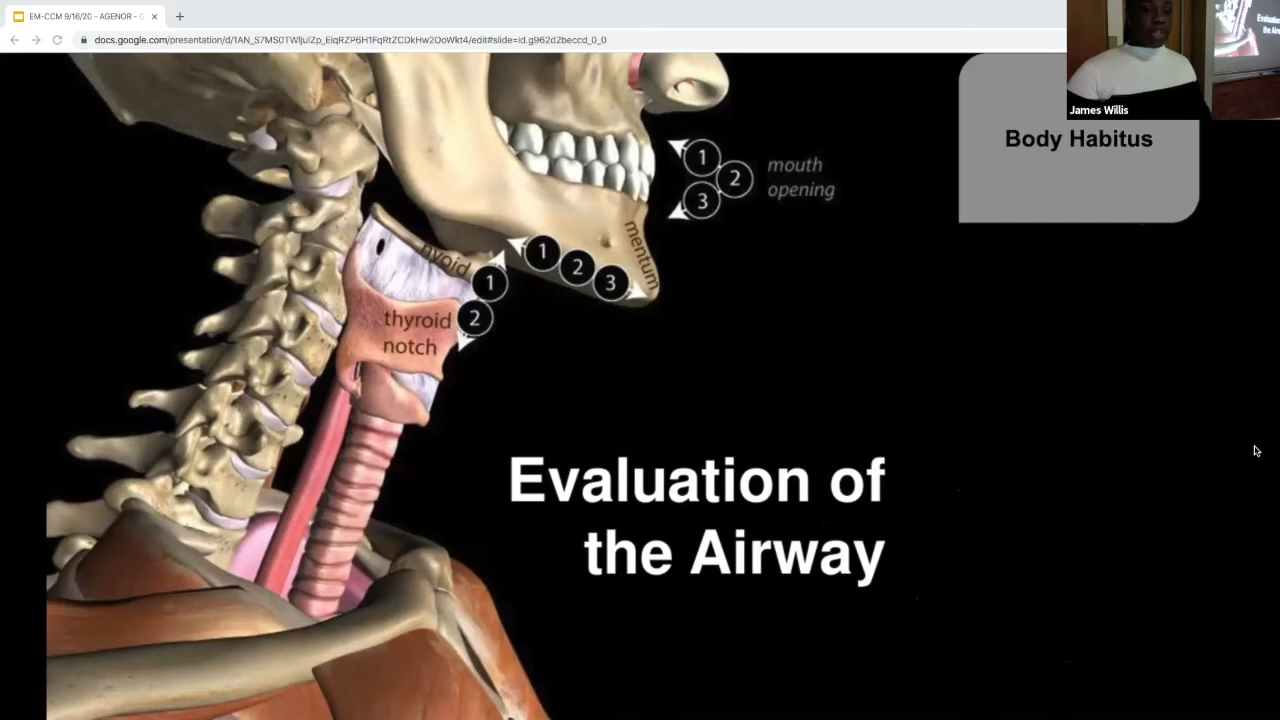 EM-CCM 9/16/20 - AGENOR - G
docs.google.com/presentation/d/1AN_S7MS0TWljulZp_EiqRZP6H1FqRtZCDkHw2OoWkt4/edit#slide=id.g962d2beccd_0_0
James Willis
Body Habitus
1
2
3
mouth
opening
mentum
1
2
3
hyoid
1
2
thyroid
notch
Evaluation of
the Airway